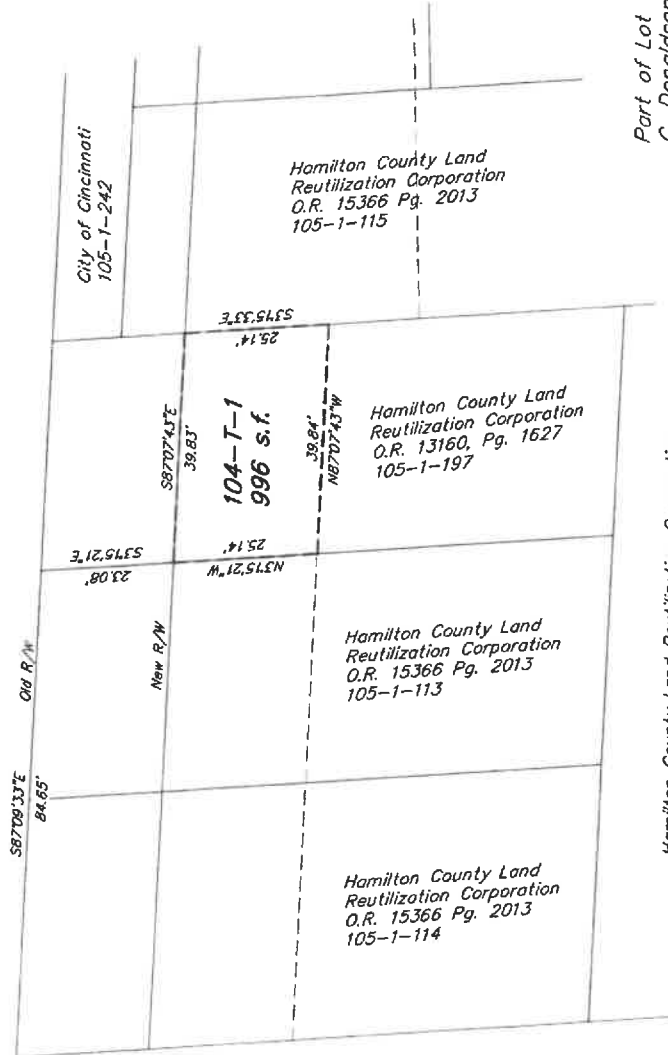 City of Cincinnati
105-1-242
Hamilton County Land
Reutilization Corporation
O.R. 15366 Pg. 2013
105-1-115
Part of Lot
Old R/W
S87°09'33"E
84.65'
S3°15'21"E
23.08'
New R/W
S87°07'43"E
39.83'
S3°15'33"E
25.14'
104-T-1
996 s.f.
25.14'
N3°15'21"W
39.84'
N87°07'43"W
Hamilton County Land
Reutilization Corporation
O.R. 13160, Pg. 1627
105-1-197
Hamilton County Land
Reutilization Corporation
O.R. 15366 Pg. 2013
105-1-113
Hamilton County Land
Reutilization Corporation
O.R. 15366 Pg. 2013
105-1-114
Hamilton County Land Reutilization